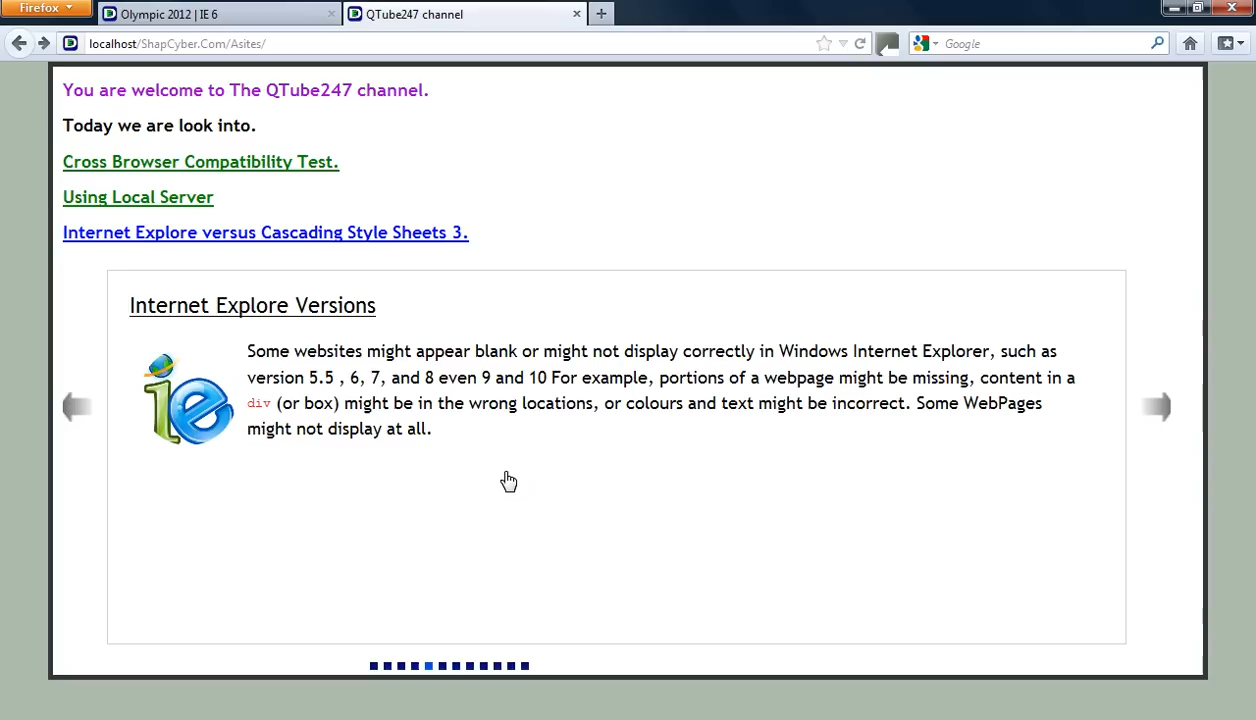 Firefox
Olympic 2012 | IE 6
QTube247 channel
localhost/ShapCyber.Com/Asites/
Google
You are welcome to The QTube247 channel.
Today we are look into.
Cross Browser Compatibility Test.
Using Local Server
Internet Explore versus Cascading Style Sheets 3.
Internet Explore Versions
ie
Some websites might appear blank or might not display correctly in Windows Internet Explorer, such as
version 5.5 , 6, 7, and 8 even 9 and 10 For example, portions of a webpage might be missing, content in a
div (or box) might be in the wrong locations, or colours and text might be incorrect. Some WebPages
might not display at all.